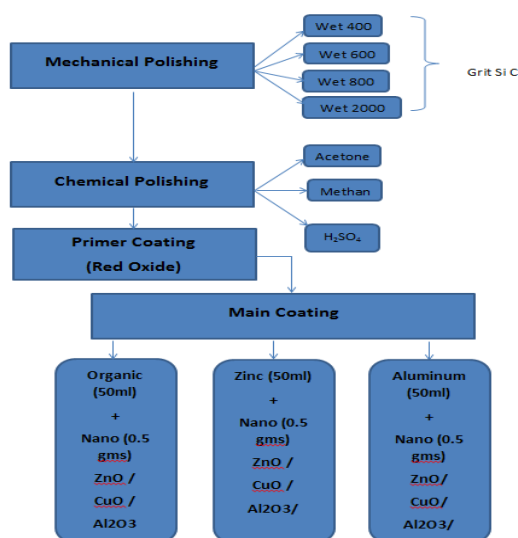 Wet 400
Mechanical Polishing
Wet 600
Wet 800
Wet 2000
Grit Si C
Acetone
Chemical Polishing
Methan
H₂SO₄
Primer Coating
(Red Oxide)
Main Coating
Organic
(50ml)
+
Nano (0.5
gms)
ZnO /
CuO /
Al2O3
Zinc (50ml)
+
Nano (0.5
gms)
ZnO /
CuO /
Al2O3/
Aluminum
(50ml)
+
Nano (0.5
gms)
ZnO/
CuO/
Al2O3/